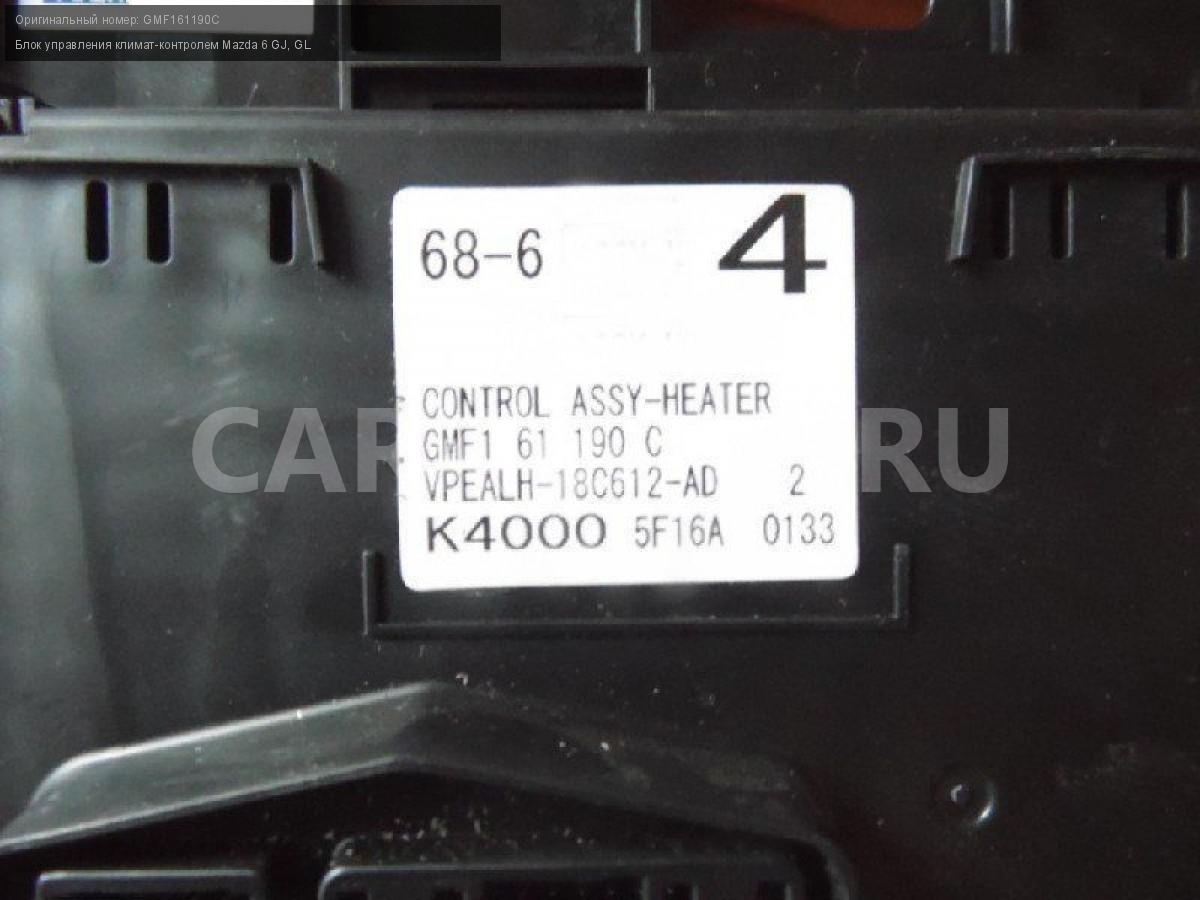 Оригинальный номер: GMF161190C
Блок управления климат-контролем Mazda 6 GJ, GL
68-6 4
CONTROL ASSY-HEATER
GMF1 61 190 C
VPEALH-18C612-AD 2
K4000 5F16A 0133
CAR RU